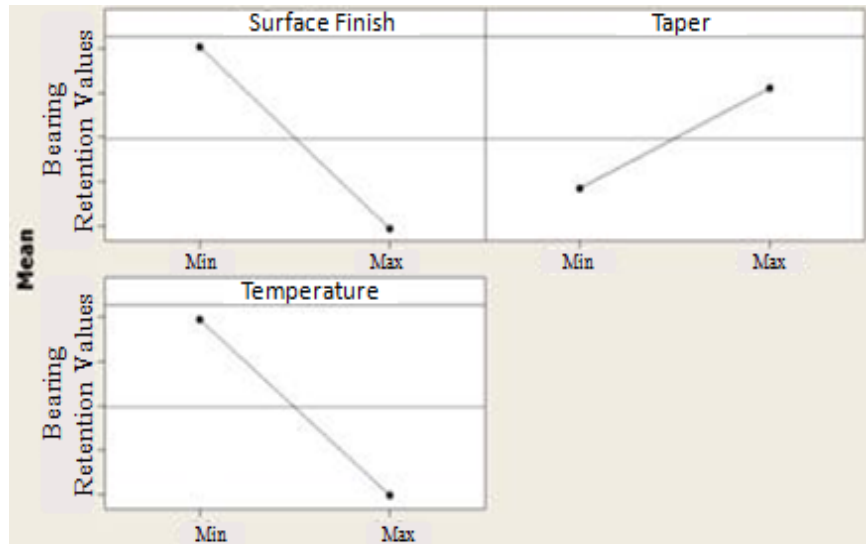 Surface Finish
Taper
Bearing
Retention Values
Min
Max
Min
Max
Mean
Temperature
Bearing
Retention Values
Min
Max